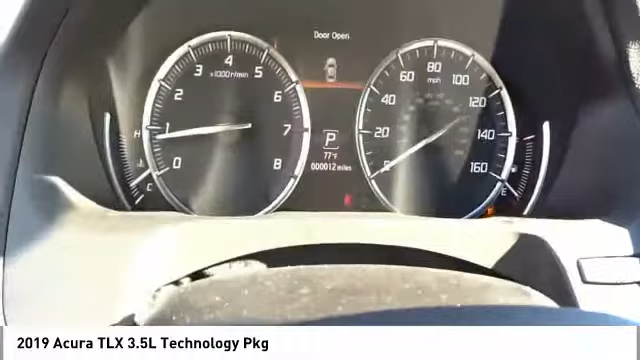 Door Open
0 1 2 3 4 5 6 7 8
x1000r/min
H
C
P
77°F
000012 miles
0 20 40 60 80 100 120 140 160
mph
F
E
2019 Acura TLX 3.5L Technology Pkg